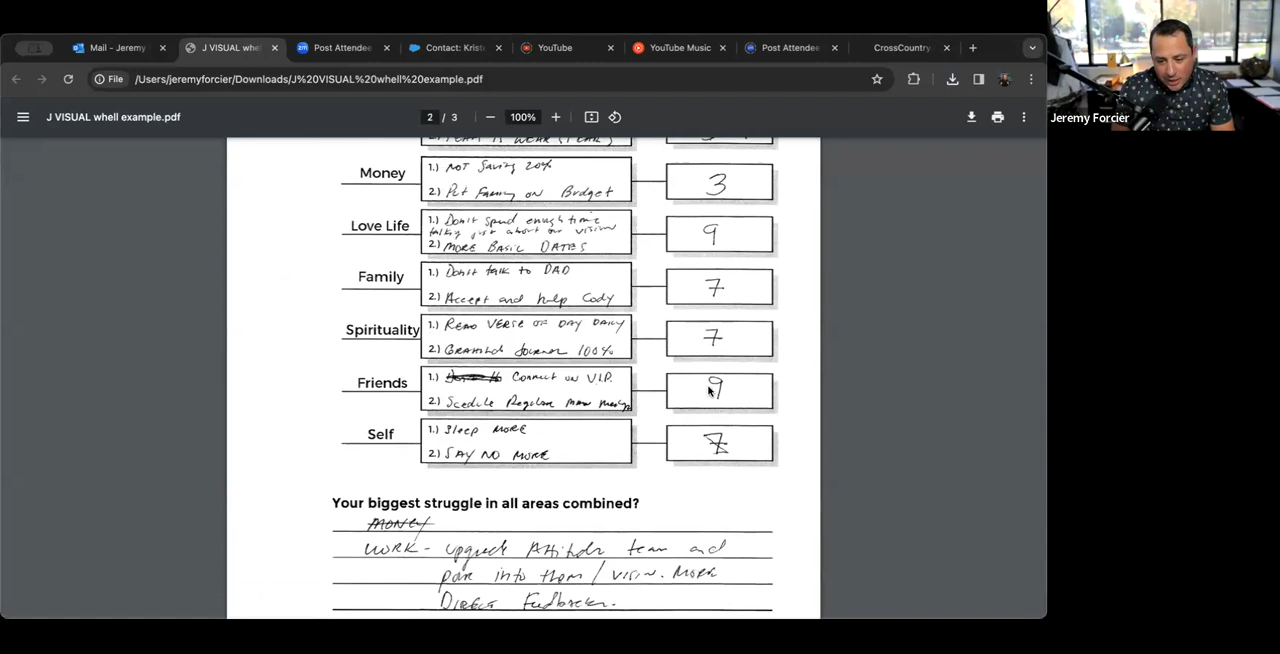 Mail - Jeremy
J VISUAL whe
Post Attendee
Contact: Krist
YouTube
YouTube Music
Post Attendee
CrossCountry
File
/Users/jeremyforcier/Downloads/J%20VISUAL%20whell%20example.pdf
J VISUAL whell example.pdf
2 / 3
100%
Jeremy Forcier
Money
1.) NOT Saving 20%
2.) Put Family on Budget
3
Love Life
1.) Don't spend enough time
talking just about our vision
2.) MORE BASIC DATES
9
Family
1.) Don't talk to DAD
2.) Accept and help Cody
7
Spirituality
1.) READ VERSE OF DAY DAILY
2.) Journal 100%
7
Friends
1.) Connect on V.I.P.
2.) Scedule Regular
9
Self
1.) Sleep MORE
2.) SAY NO MORE
7
Your biggest struggle in all areas combined?
MONEY
WORK - upgrade team and
into them / vision. MORE
DIRECT Feedback.